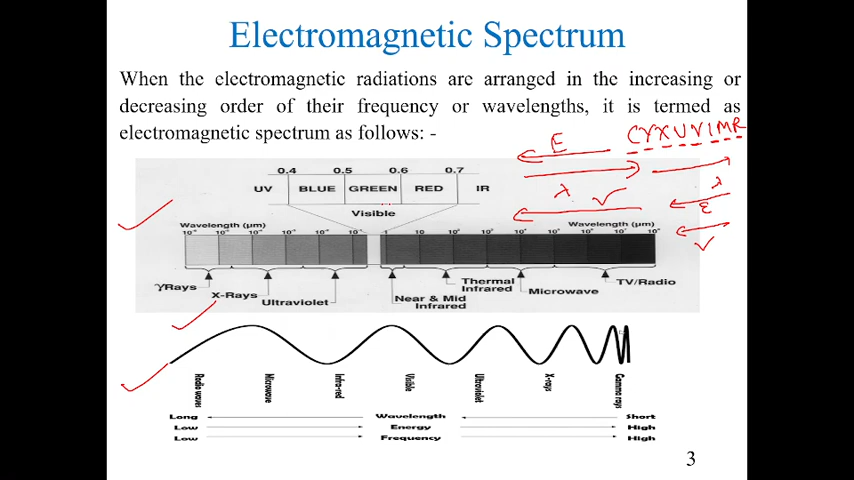 Electromagnetic Spectrum
When the electromagnetic radiations are arranged in the increasing or
decreasing order of their frequency or wavelengths, it is termed as
electromagnetic spectrum as follows: -
E
CYXUVIMR
0.4 0.5 0.6 0.7
UV BLUE GREEN RED IR
Visible
λ
λ
E
Wavelength (μm) Wavelength (μm)
γRays
X-Rays
Ultraviolet
Near & Mid
Infrared
Thermal
Infrared
Microwave
TV/Radio
Radio waves
Microwave
Infra-red
Visible
Ultraviolet
X-rays
Gamma rays
Long Wavelength Short
Low Energy High
Low Frequency High
3